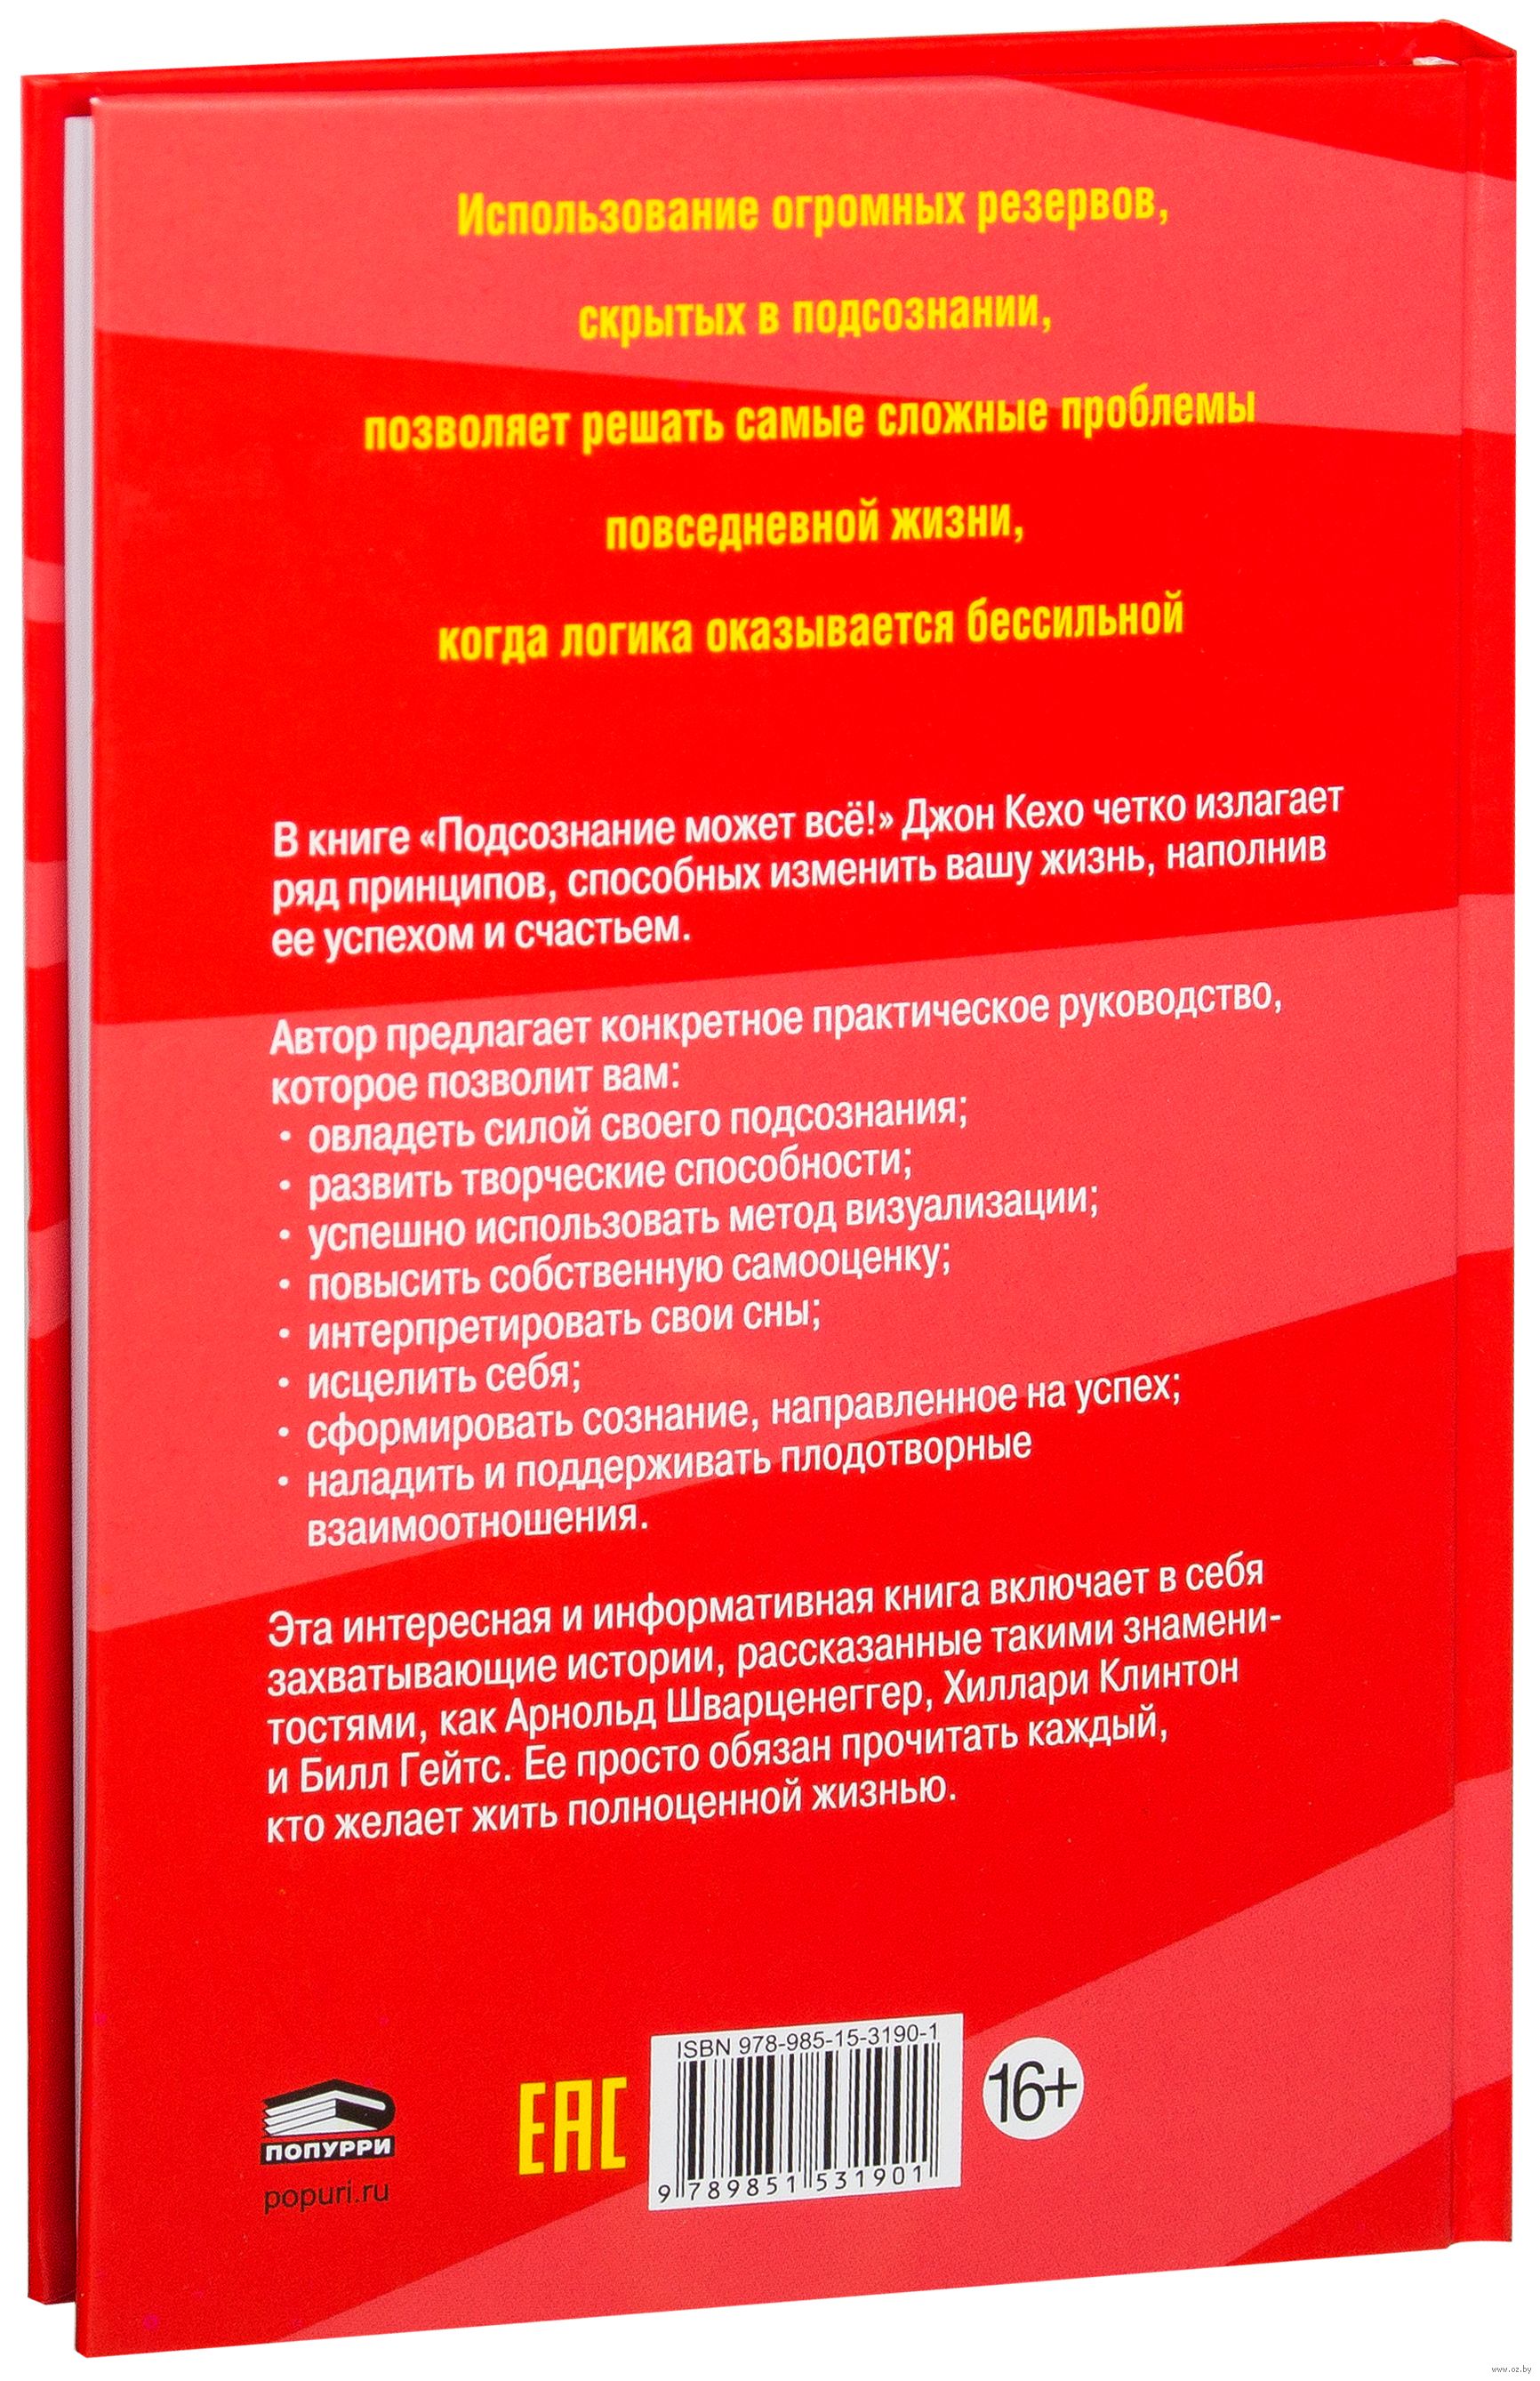 Использование огромных резервов,
скрытых в подсознании,
позволяет решать самые сложные проблемы
повседневной жизни,
когда логика оказывается бессильной
В книге «Подсознание может всё!» Джон Кехо четко излагает
ряд принципов, способных изменить вашу жизнь, наполнив
ее успехом и счастьем.
Автор предлагает конкретное практическое руководство,
которое позволит вам:
• овладеть силой своего подсознания;
• развить творческие способности;
• успешно использовать метод визуализации;
• повысить собственную самооценку;
• интерпретировать свои сны;
• исцелить себя;
• сформировать сознание, направленное на успех;
• наладить и поддерживать плодотворные
взаимоотношения.
Эта интересная и информативная книга включает в себя
захватывающие истории, рассказанные такими знамени-
тостями, как Арнольд Шварценеггер, Хиллари Клинтон
и Билл Гейтс. Ее просто обязан прочитать каждый,
кто желает жить полноценной жизнью.
ПОПУРРИ
popuri.ru
EAC
ISBN 978-985-15-3190-1
9 789851 531901
16+
www.oz.by